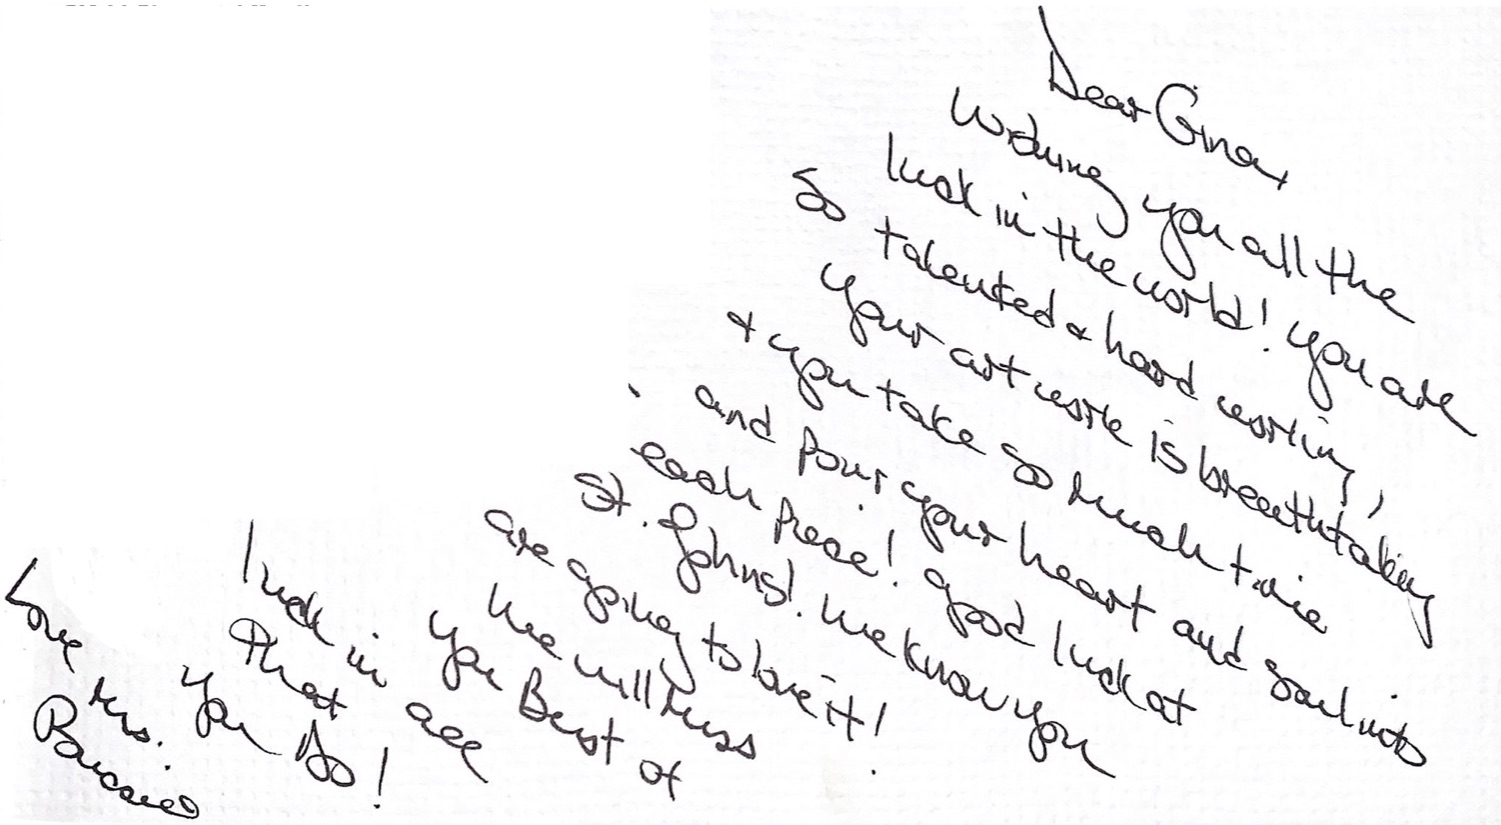 Dear Gina,
Wishing you all the
luck in the world! You are
so talented & hard working,
your art work is breathtaking
& you take so much time
and pour your heart and soul into
each piece! Good luck at
St. Johns! We know you
are going to love it!
We will miss
you Best of
luck in all
that
you do!
Love
Mrs.